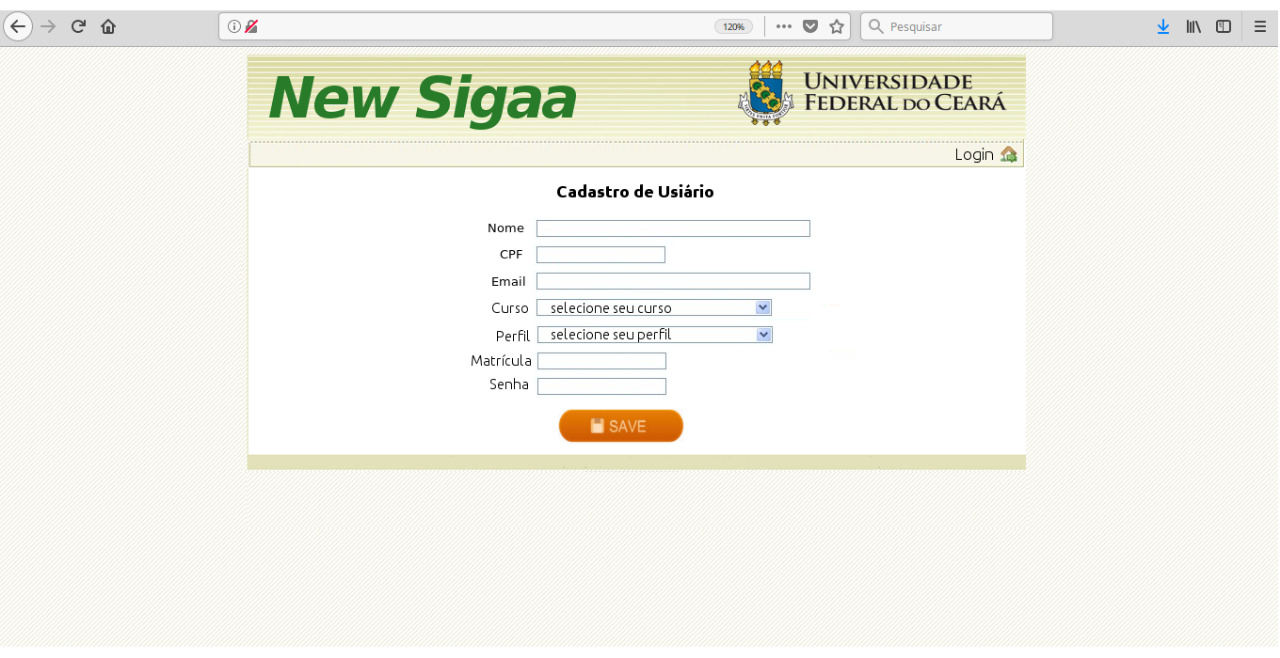 120%
Pesquisar
New Sigaa
UNIVERSIDADE
FEDERAL DO CEARÁ
Login
Cadastro de Usiário
Nome
CPF
Email
Curso selecione seu curso
Perfil selecione seu perfil
Matrícula
Senha
SAVE